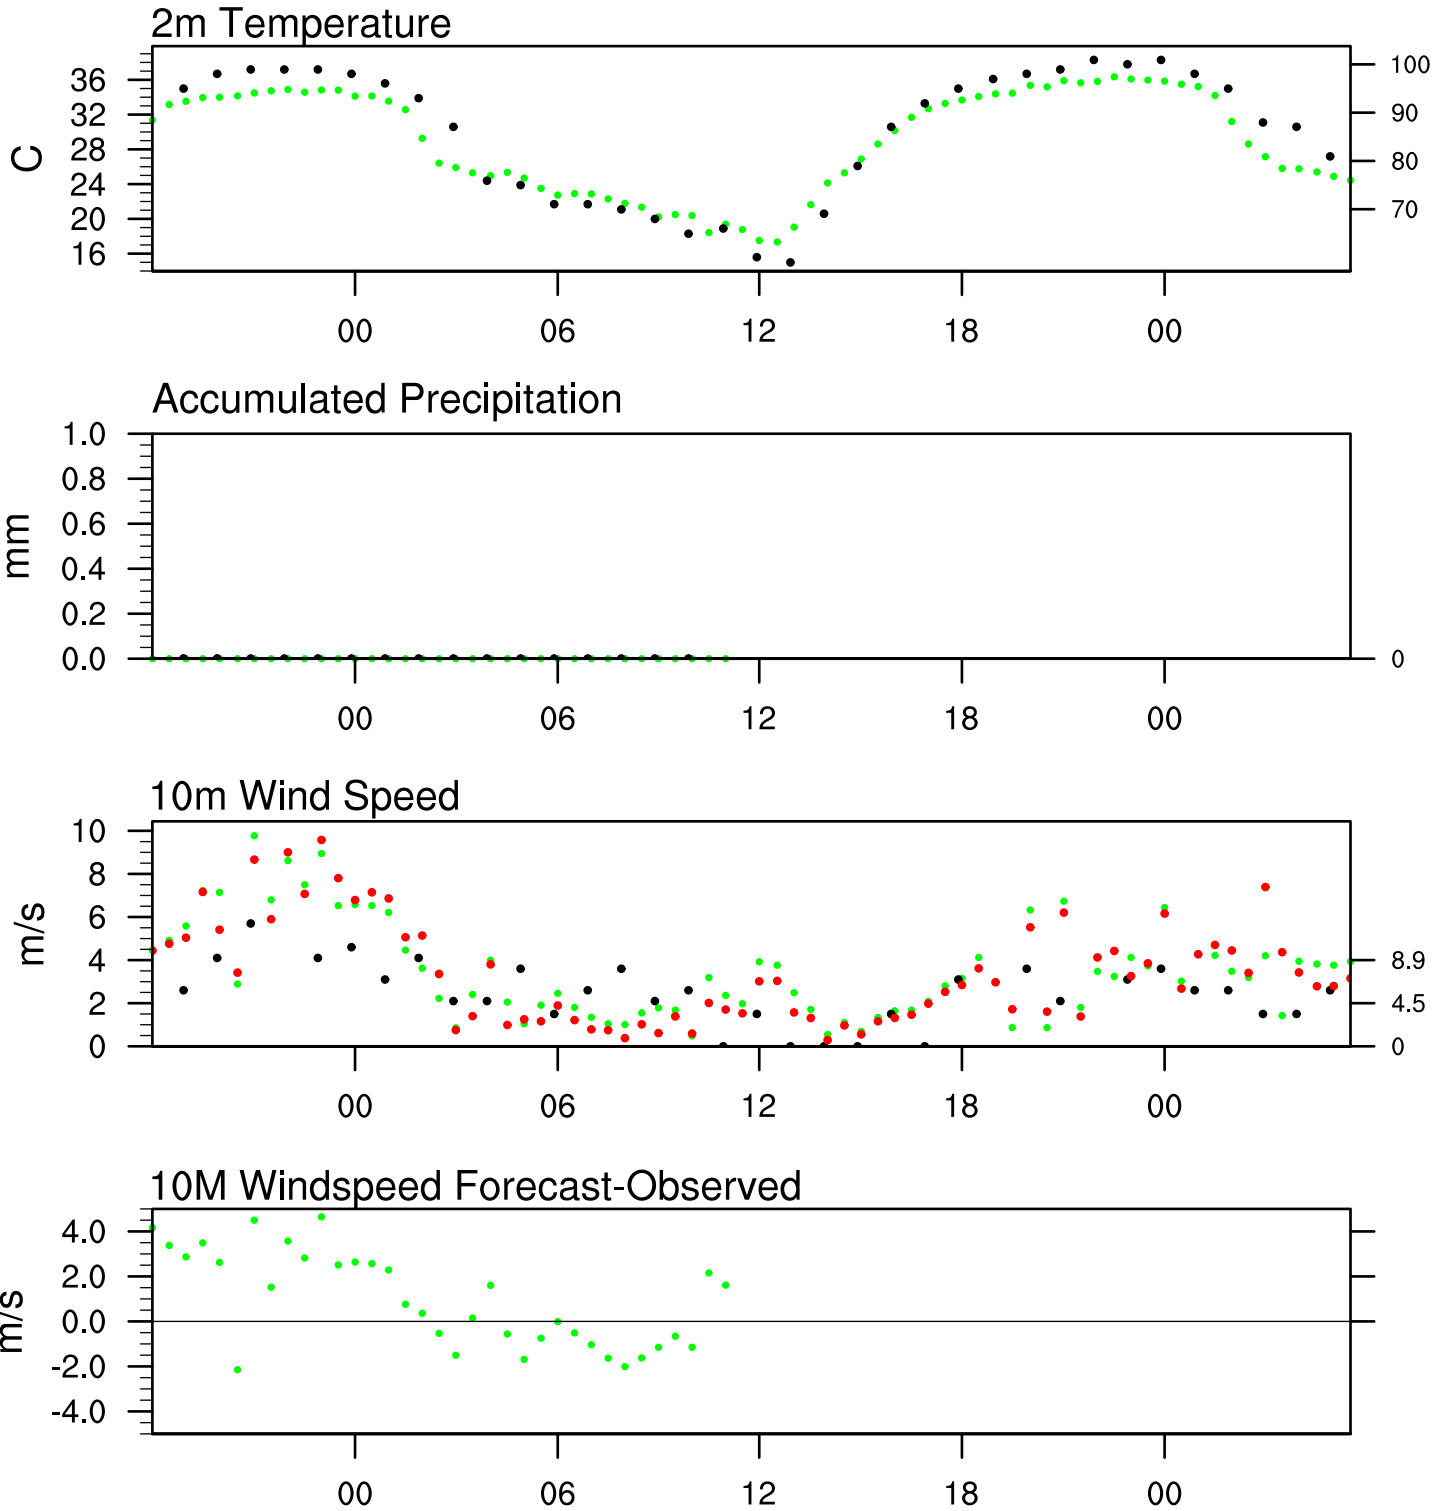 2m Temperature
36
32
28
24
20
16
C
100
90
80
70
00 06 12 18 00
Accumulated Precipitation
1.0
0.8
0.6
0.4
0.2
0.0
mm
0
00 06 12 18 00
10m Wind Speed
10
8
6
4
2
0
m/s
8.9
4.5
0
00 06 12 18 00
10M Windspeed Forecast-Observed
4.0
2.0
0.0
-2.0
-4.0
m/s
00 06 12 18 00